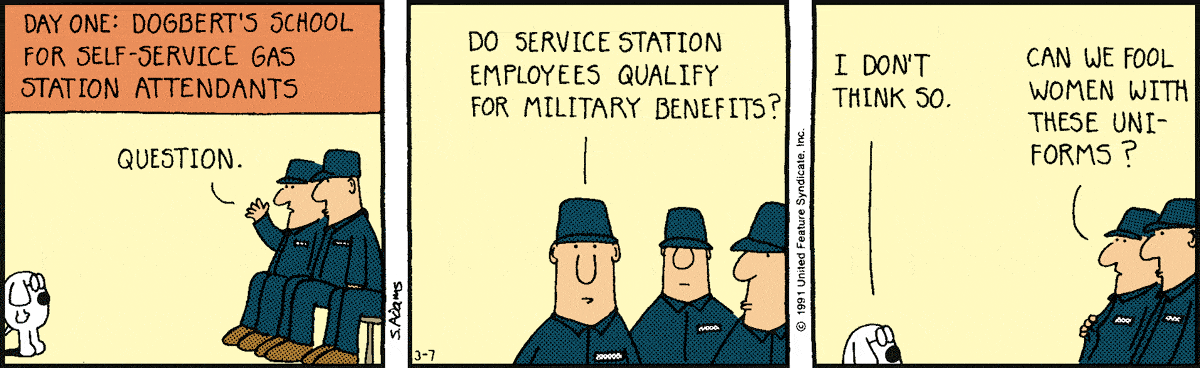 DAY ONE: DOGBERT'S SCHOOL
FOR SELF-SERVICE GAS
STATION ATTENDANTS
QUESTION.
S.Adams
DO SERVICE STATION
EMPLOYEES QUALIFY
FOR MILITARY BENEFITS?
3-7
© 1991 United Feature Syndicate, Inc.
I DON'T
THINK SO.
CAN WE FOOL
WOMEN WITH
THESE UNI-
FORMS?